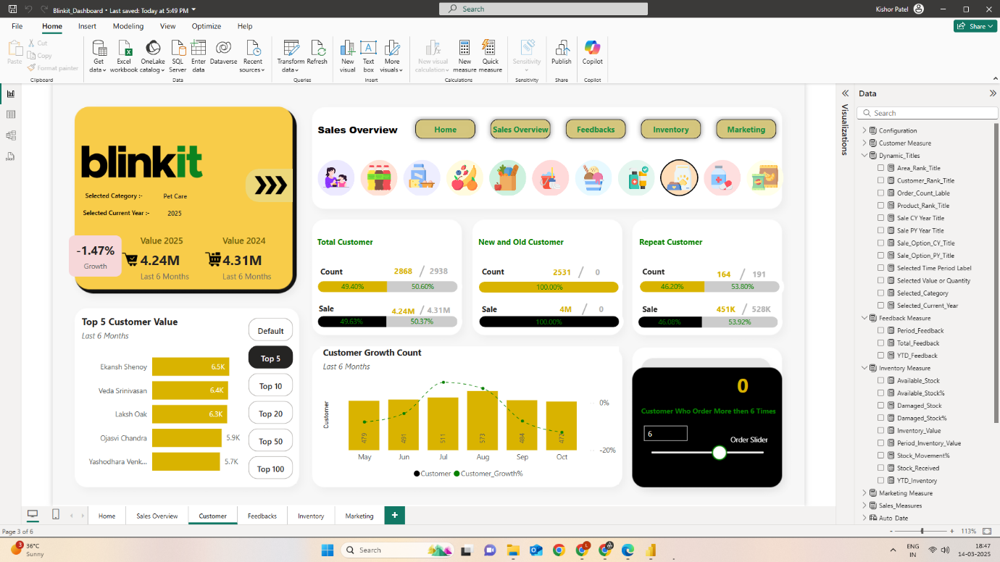 Blinkit_Dashboard • Last saved: Today at 5:49 PM
Search
Kishor Patel
File
Home
Insert
Modeling
View
Optimize
Help
Share
Paste
Cut
Copy
Format painter
Clipboard
Get data
Excel workbook
OneLake catalog
SQL Server
Enter data
Dataverse
Recent sources
Data
Transform data
Refresh
Queries
New visual
Text box
More visuals
Insert
New visual calculation
New measure
Quick measure
Calculations
Sensitivity
Sensitivity
Publish
Share
Copilot
Copilot
blinkit
Selected Category :-
Pet Care
Selected Current Year :-
2025
-1.47%
Growth
Value 2025
4.24M
Last 6 Months
Value 2024
4.31M
Last 6 Months
Sales Overview
Home
Sales Overview
Feedbacks
Inventory
Marketing
Total Customer
Count
2868 / 2938
49.40%
50.60%
Sale
4.24M / 4.31M
49.63%
50.37%
New and Old Customer
Count
2531 / 0
100.00%
Sale
4M / 0
100.00%
Repeat Customer
Count
164 / 191
46.20%
53.80%
Sale
451K / 528K
46.08%
53.92%
Top 5 Customer Value
Last 6 Months
Ekansh Shenoy
6.5K
Veda Srinivasan
6.4K
Laksh Oak
6.3K
Ojasvi Chandra
5.9K
Yashodhara Venk...
5.7K
Default
Top 5
Top 10
Top 20
Top 50
Top 100
Customer Growth Count
Last 6 Months
Customer
479
491
511
573
484
0%
-20%
May
Jun
Jul
Aug
Sep
Oct
Customer
Customer_Growth%
0
Customer Who Order More then 6 Times
6
Order Slider
Visualizations
Data
Search
Configuration
Customer Measure
Dynamic_Titles
Area_Rank_Title
Customer_Rank_Title
Order_Count_Lable
Product_Rank_Title
Sale CY Year Title
Sale PY Year Title
Sale_Option_CY_Title
Sale_Option_PY_Title
Selected Time Period Label
Selected Value or Quantity
Selected_Category
Selected_Current_Year
Feedback Measure
Period_Feedback
Total_Feedback
YTD_Feedback
Inventory Measure
Available_Stock
Available_Stock%
Damaged_Stock
Damaged_Stock%
Inventory_Value
Period_Inventory_Value
Stock_Movement%
Stock_Received
YTD_Inventory
Marketing Measure
Sales_Measures
Auto Date
Home
Sales Overview
Customer
Feedbacks
Inventory
Marketing
Page 3 of 6
- + 113%
3
36°C
Sunny
Search
ENG
IN
18:47
14-03-2025